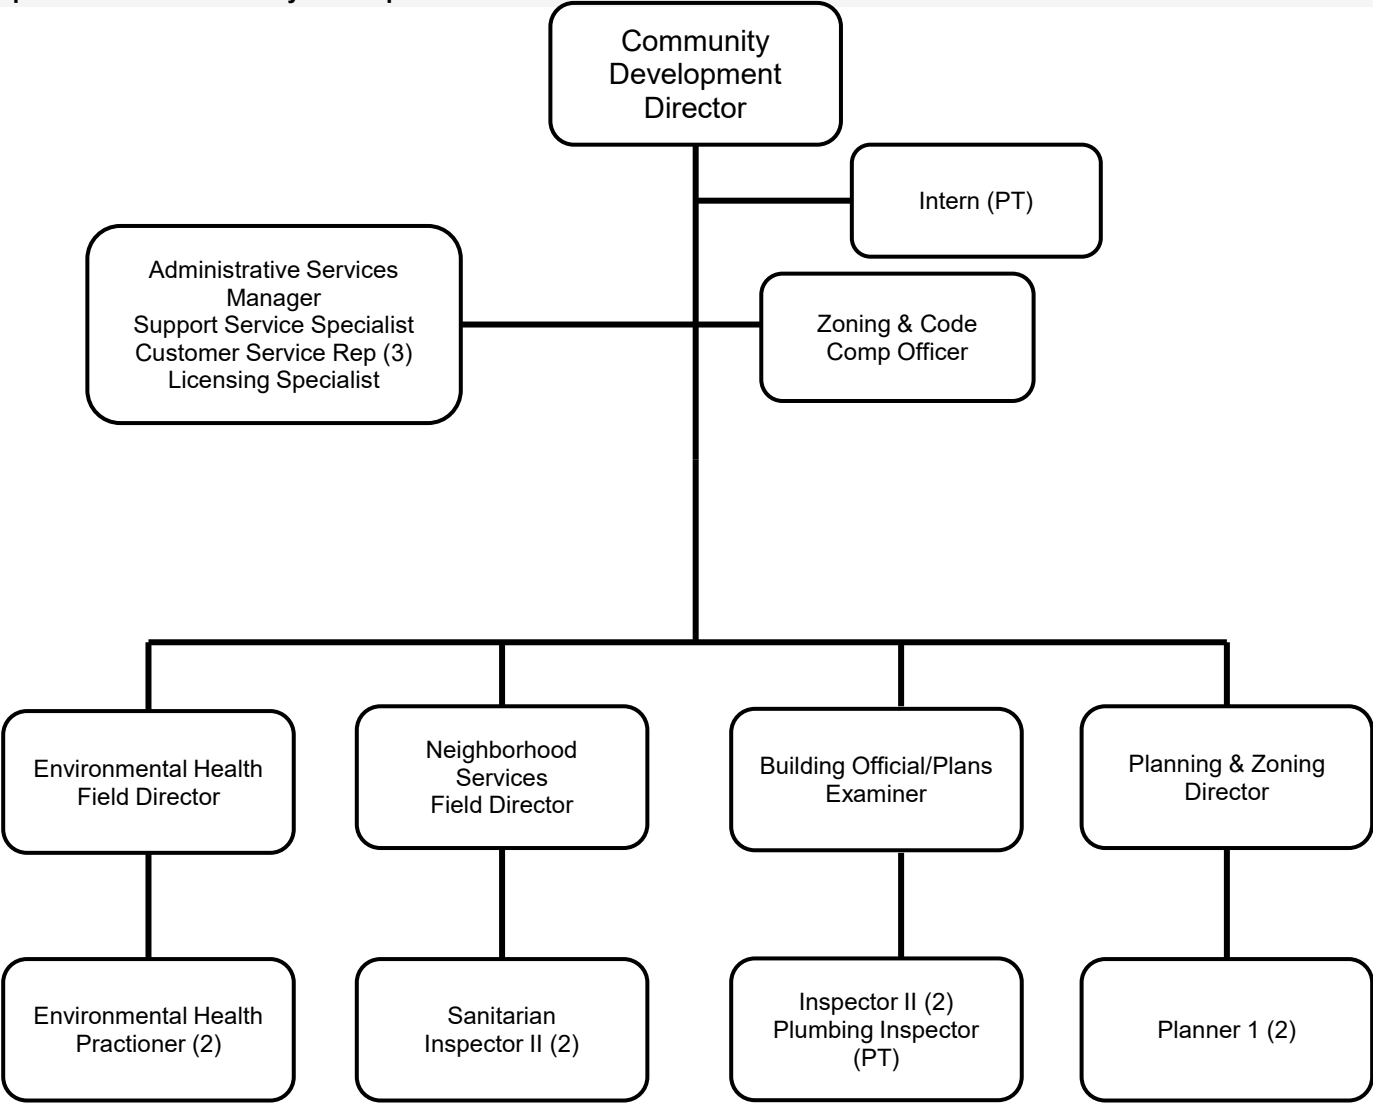 Community
Development
Director
Intern (PT)
Administrative Services
Manager
Support Service Specialist
Customer Service Rep (3)
Licensing Specialist
Zoning & Code
Comp Officer
Environmental Health
Field Director
Neighborhood
Services
Field Director
Building Official/Plans
Examiner
Planning & Zoning
Director
Environmental Health
Practioner (2)
Sanitarian
Inspector II (2)
Inspector II (2)
Plumbing Inspector
(PT)
Planner 1 (2)